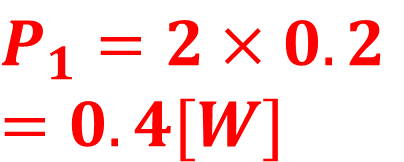 P₁ = 2 × 0.2
= 0.4[W]